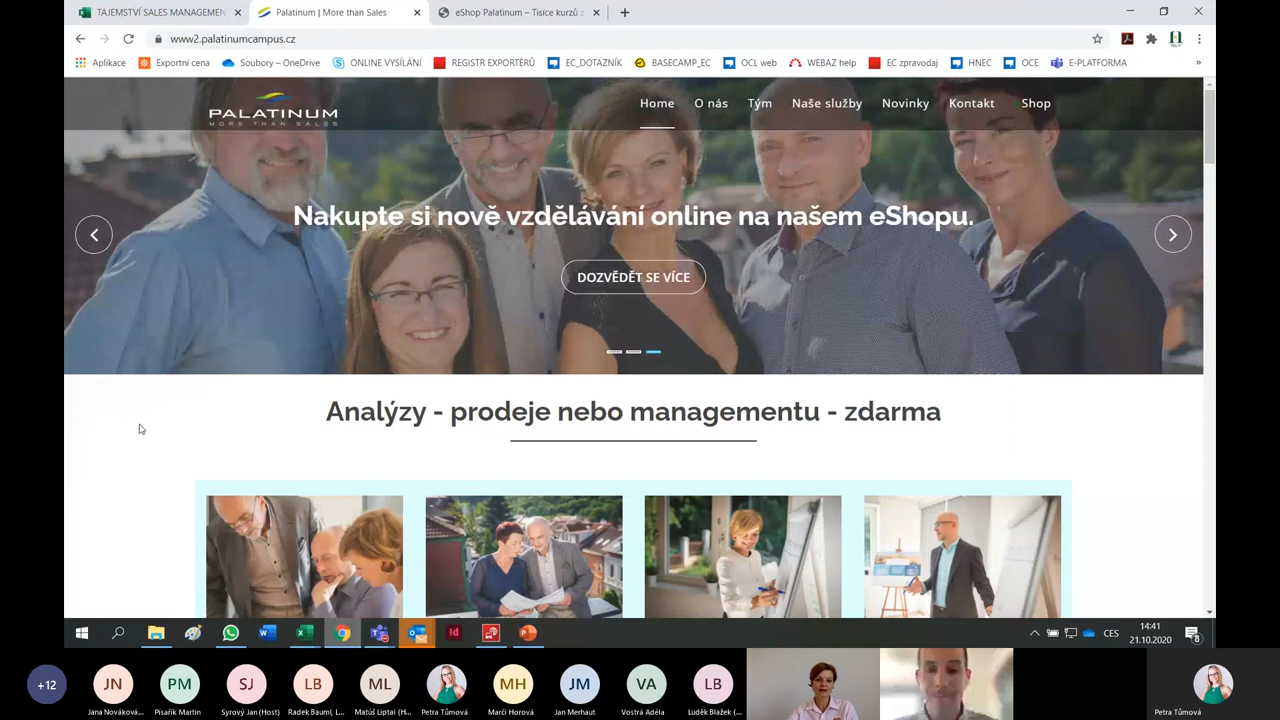 TAJEMSTVÍ SALES MANAGEMEN
Palatinum | More than Sales
eShop Palatinum – Tisíce kurzů z
www2.palatinumcampus.cz
Aplikace
Exportní cena
Soubory – OneDrive
ONLINE VYSÍLÁNÍ
REGISTR EXPORTÉRŮ
EC_DOTAZNÍK
BASECAMP_EC
OCL web
WEBAZ help
EC zpravodaj
HNEC
OCE
E-PLATFORMA
PALATINUM
MORE THAN SALES
Home
O nás
Tým
Naše služby
Novinky
Kontakt
Shop
Nakupte si nově vzdělávání online na našem eShopu.
DOZVĚDĚT SE VÍCE
Analýzy - prodeje nebo managementu - zdarma
CES
14:41
21.10.2020
8
+12
JN
PM
SJ
LB
ML
MH
JM
VA
LB
Jana Nováková...
Písařík Martin
Syrový Jan(Host)
Radek Bauml, L...
Matúš Liptai (H...
Petra Tůmová
Marči Horová
Jan Merhaut
Vostrá Adéla
Luděk Blažek (...
Petra Tůmová